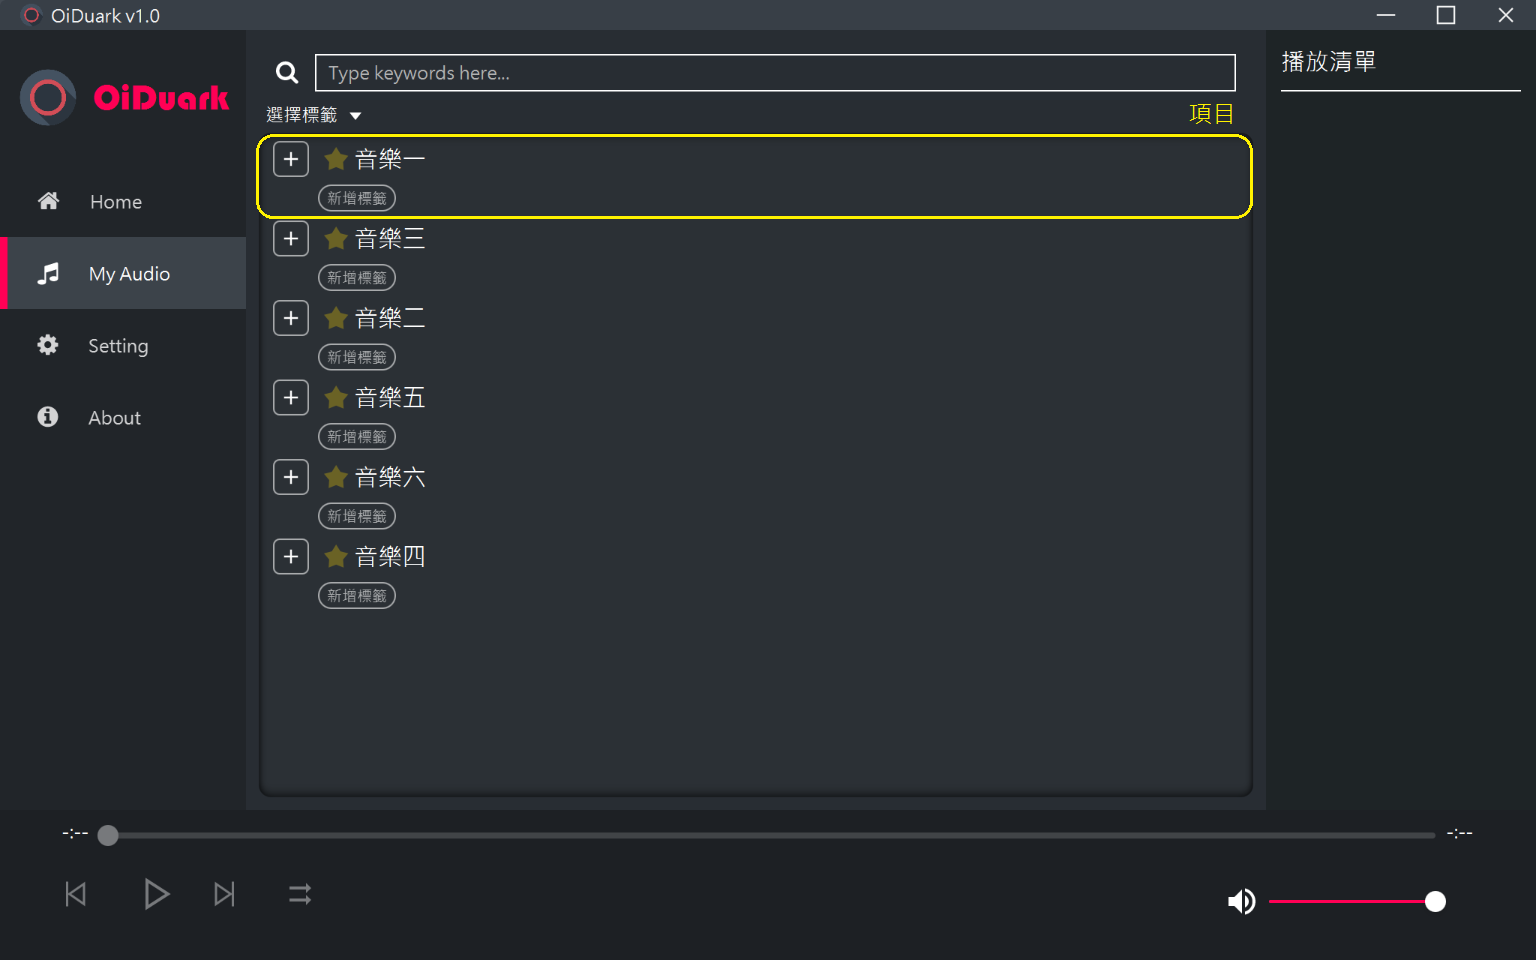 OiDuark v1.0
OiDuark
Home
My Audio
Setting
About
Type keywords here...
選擇標籤
項目
音樂一
新增標籤
音樂三
新增標籤
音樂二
新增標籤
音樂五
新增標籤
音樂六
新增標籤
音樂四
新增標籤
播放清單
-:--
-:--